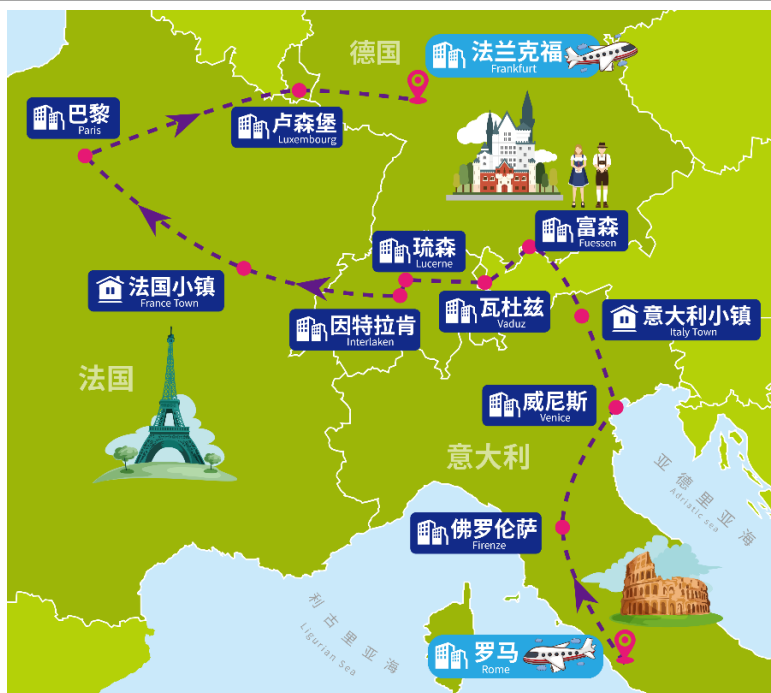 德国
法兰克福
Frankfurt
巴黎
Paris
卢森堡
Luxembourg
富森
Fuessen
琉森
Lucerne
法国小镇
France Town
瓦杜兹
Vaduz
因特拉肯
Interlaken
意大利小镇
Italy Town
法国
威尼斯
Venice
意大利
亚德里亚海
Adriatic sea
佛罗伦萨
Firenze
利古里亚海
Ligurian Sea
罗马
Rome